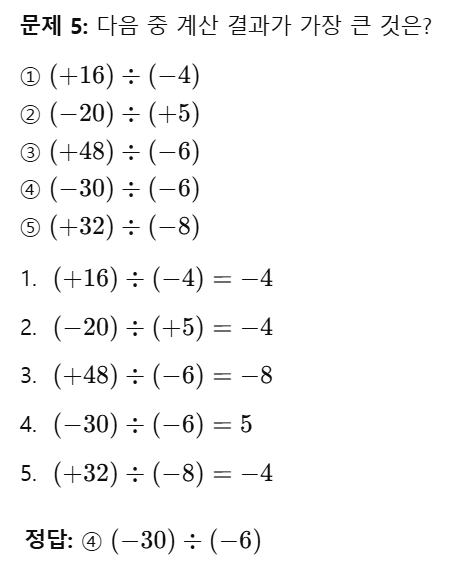 문제 5: 다음 중 계산 결과가 가장 큰 것은?
① (+16) ÷ (−4)
② (−20) ÷ (+5)
③ (+48) ÷ (−6)
④ (−30) ÷ (−6)
⑤ (+32) ÷ (−8)
1. (+16) ÷ (−4) = −4
2. (−20) ÷ (+5) = −4
3. (+48) ÷ (−6) = −8
4. (−30) ÷ (−6) = 5
5. (+32) ÷ (−8) = −4
정답: ④ (−30) ÷ (−6)